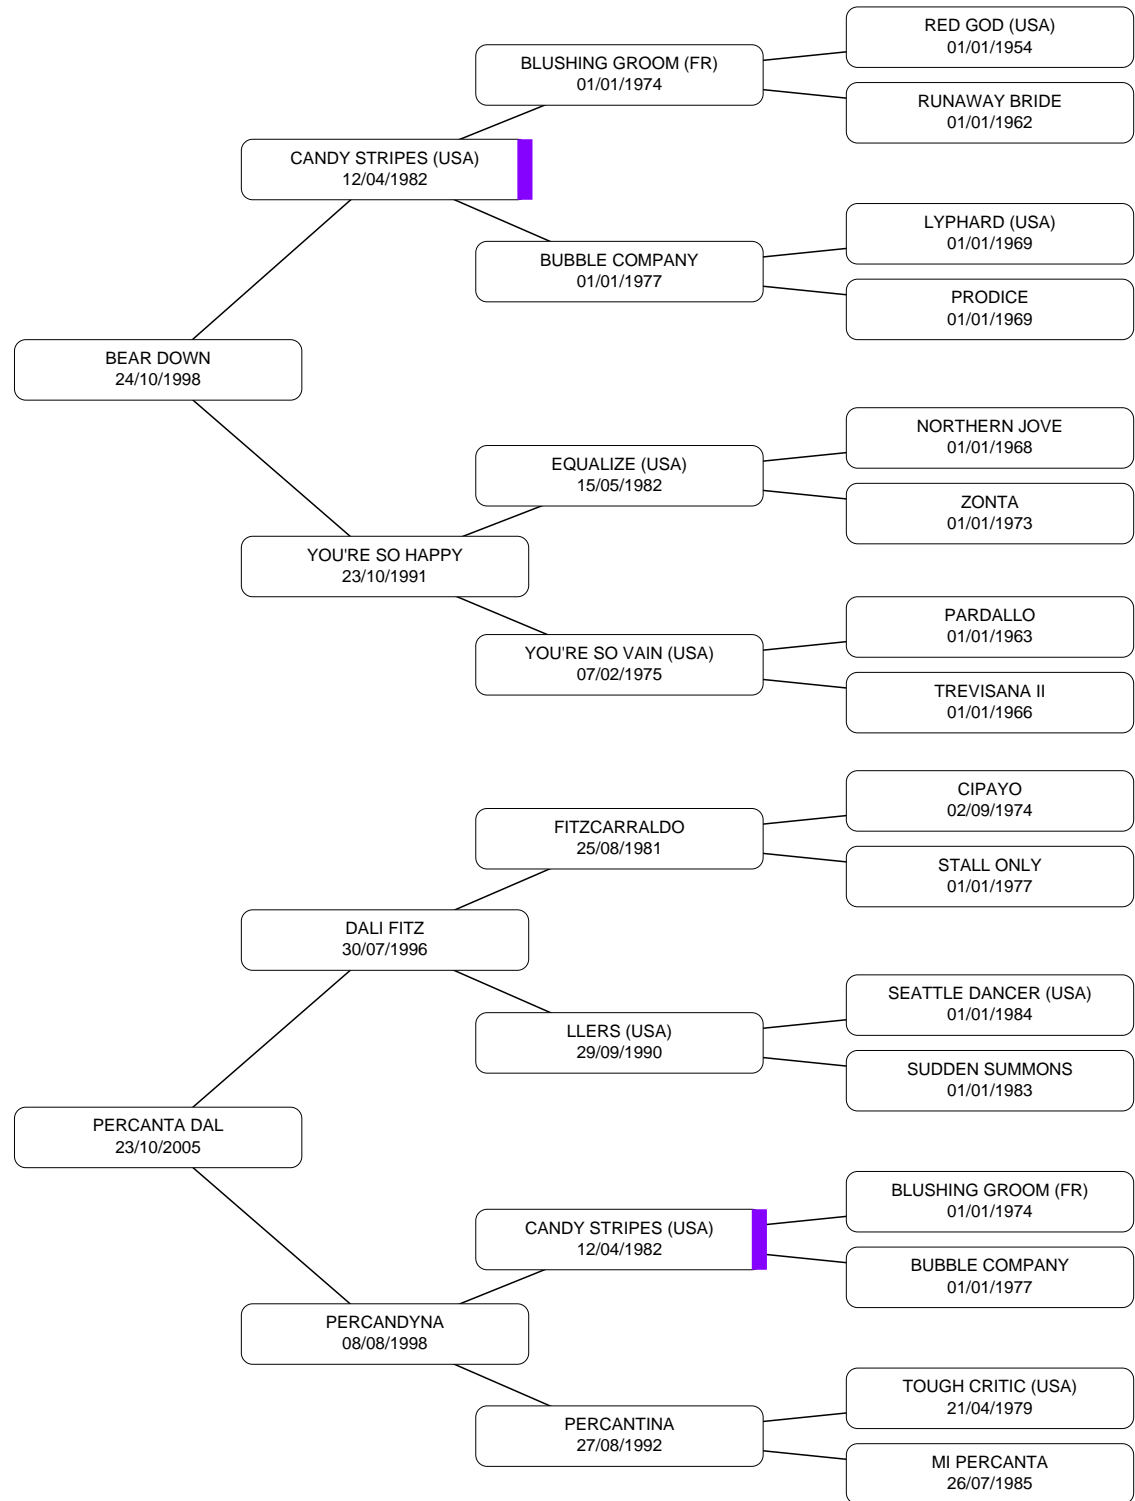 RED GOD (USA)
01/01/1954
BLUSHING GROOM (FR)
01/01/1974
RUNAWAY BRIDE
01/01/1962
CANDY STRIPES (USA)
12/04/1982
LYPHARD (USA)
01/01/1969
BUBBLE COMPANY
01/01/1977
PRODICE
01/01/1969
BEAR DOWN
24/10/1998
NORTHERN JOVE
01/01/1968
EQUALIZE (USA)
15/05/1982
ZONTA
01/01/1973
YOU'RE SO HAPPY
23/10/1991
PARDALLO
01/01/1963
YOU'RE SO VAIN (USA)
07/02/1975
TREVISANA II
01/01/1966
CIPAYO
02/09/1974
FITZCARRALDO
25/08/1981
STALL ONLY
01/01/1977
DALI FITZ
30/07/1996
SEATTLE DANCER (USA)
01/01/1984
LLERS (USA)
29/09/1990
SUDDEN SUMMONS
01/01/1983
PERCANTA DAL
23/10/2005
BLUSHING GROOM (FR)
01/01/1974
CANDY STRIPES (USA)
12/04/1982
BUBBLE COMPANY
01/01/1977
PERCANDYNA
08/08/1998
TOUGH CRITIC (USA)
21/04/1979
PERCANTINA
27/08/1992
MI PERCANTA
26/07/1985